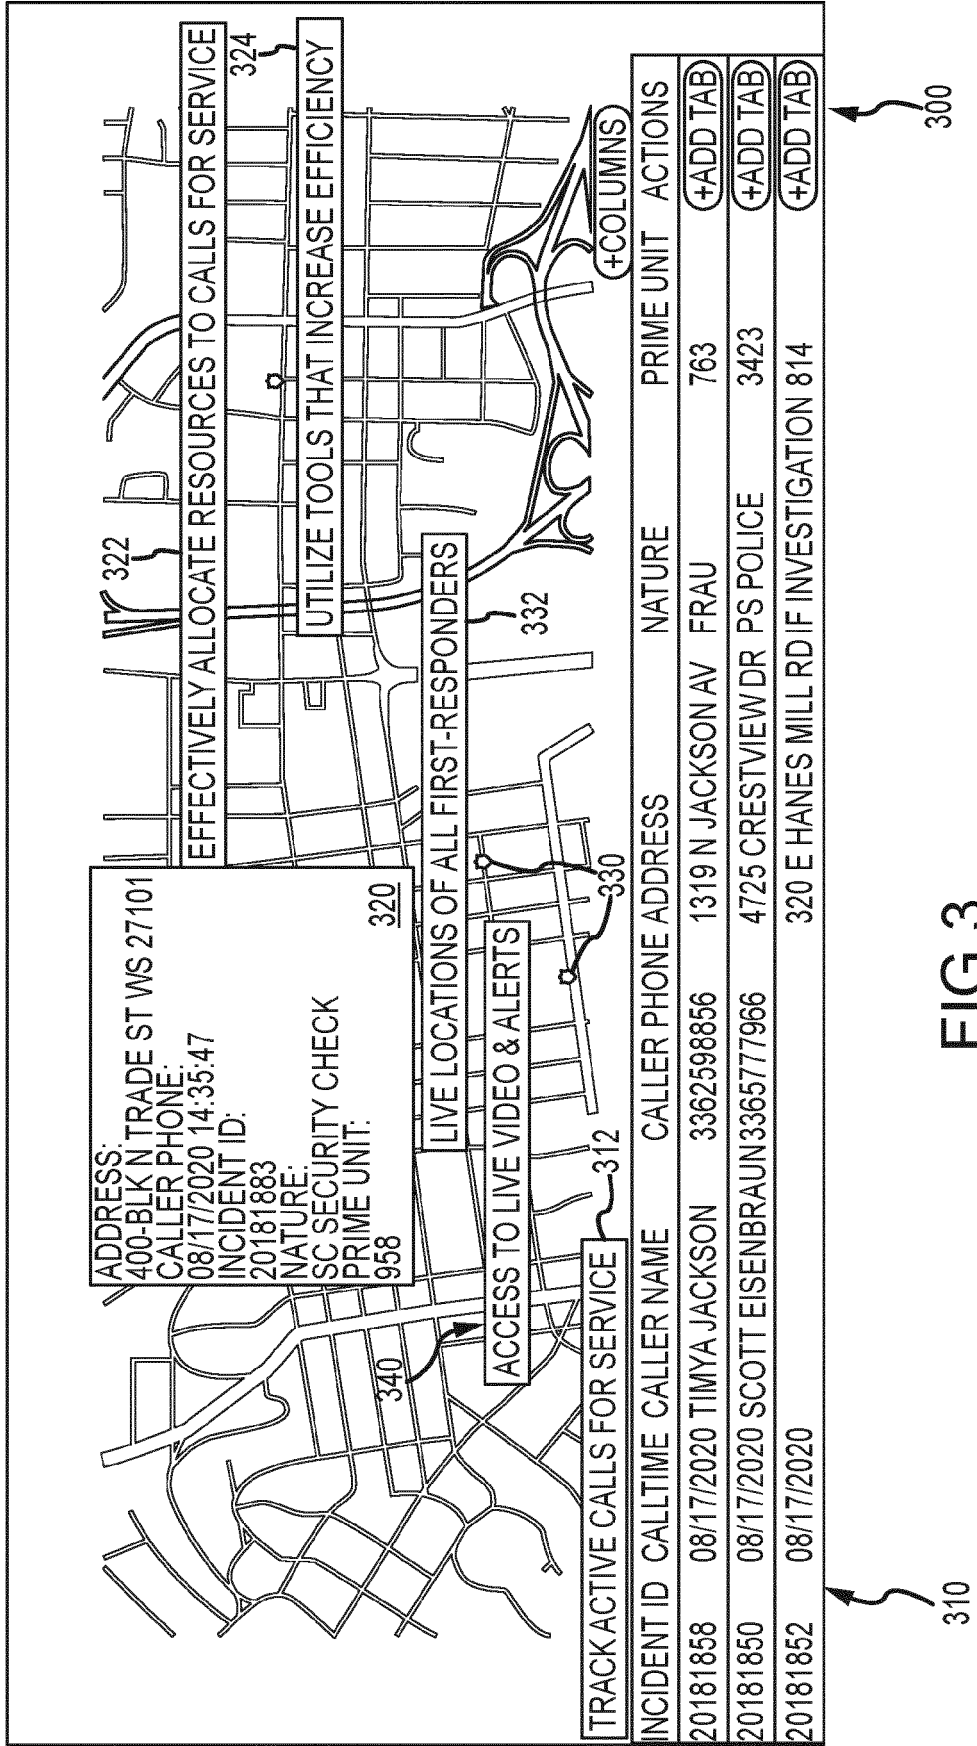 EFFECTIVELY ALLOCATE RESOURCES TO CALLS FOR SERVICE
322
324
UTILIZE TOOLS THAT INCREASE EFFICIENCY
ADDRESS:
400-BLK N TRADE ST WS 27101
CALLER PHONE:
08/17/2020 14:35:47
INCIDENT ID:
20181883
NATURE:
SC SECURITY CHECK
PRIME UNIT:
958
320
LIVE LOCATIONS OF ALL FIRST-RESPONDERS
332
340
ACCESS TO LIVE VIDEO & ALERTS
330
TRACK ACTIVE CALLS FOR SERVICE
312
+COLUMNS
INCIDENT ID CALLTIME CALLER NAME CALLER PHONE ADDRESS NATURE PRIME UNIT ACTIONS
20181858 08/17/2020 TIMYA JACKSON 3362598856 1319 N JACKSON AV FRAU 763 +ADD TAB
20181850 08/17/2020 SCOTT EISENBRAUN3365777966 4725 CRESTVIEW DR PS POLICE 3423 +ADD TAB
20181852 08/17/2020 320 E HANES MILL RD IF INVESTIGATION 814 +ADD TAB
310
300
FIG.3